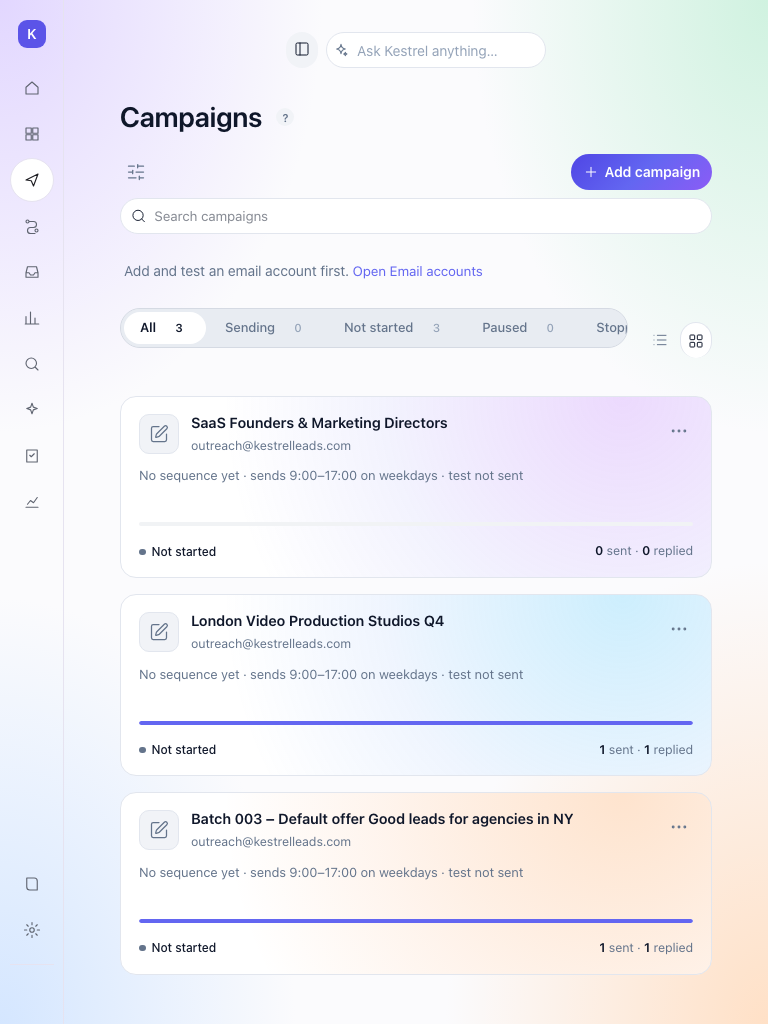 K
Ask Kestrel anything...
Campaigns ?
Add campaign
Search campaigns
Add and test an email account first. Open Email accounts
All 3 Sending 0 Not started 3 Paused 0
SaaS Founders & Marketing Directors
outreach@kestrelleads.com
No sequence yet · sends 9:00–17:00 on weekdays · test not sent
Not started 0 sent · 0 replied
London Video Production Studios Q4
outreach@kestrelleads.com
No sequence yet · sends 9:00–17:00 on weekdays · test not sent
Not started 1 sent · 1 replied
Batch 003 – Default offer Good leads for agencies in NY
outreach@kestrelleads.com
No sequence yet · sends 9:00–17:00 on weekdays · test not sent
Not started 1 sent · 1 replied